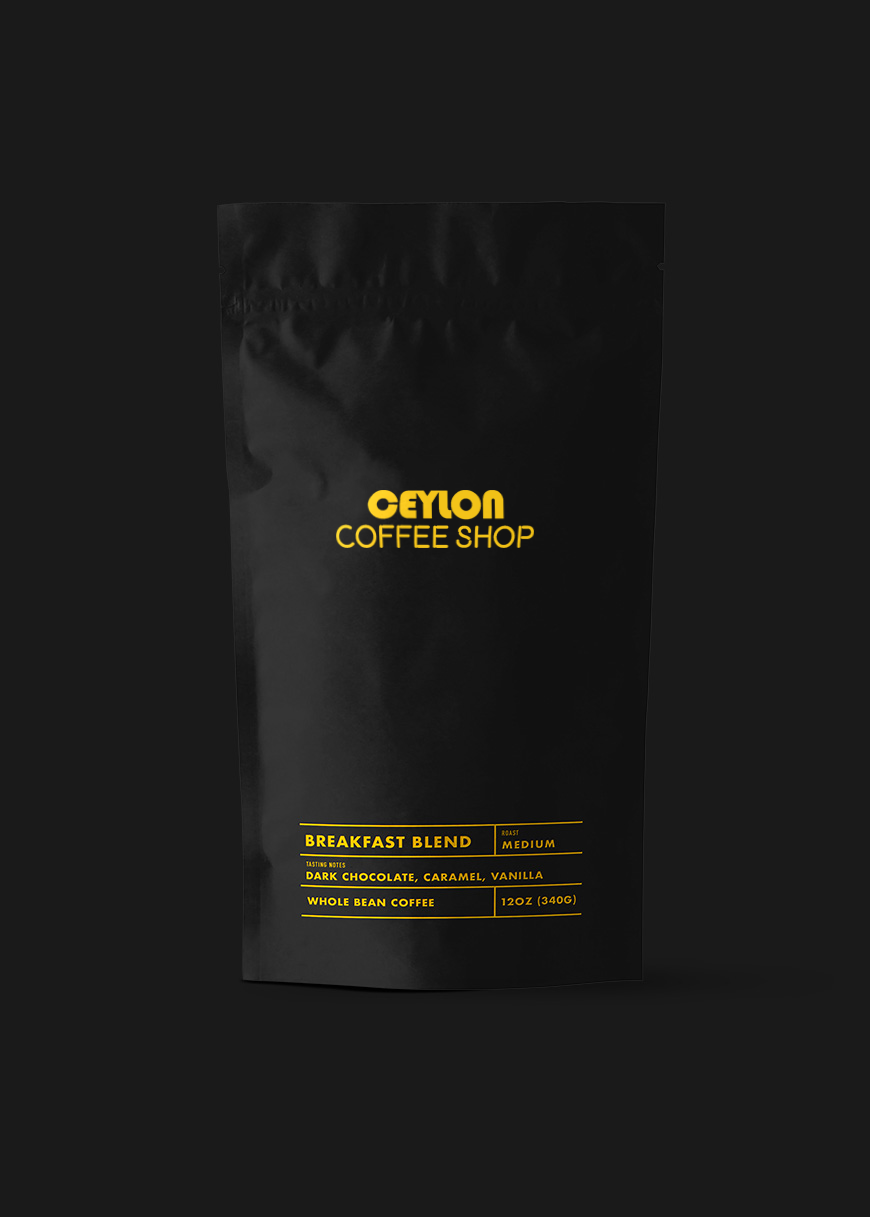 CEYLON
COFFEE SHOP
BREAKFAST BLEND
ROAST
MEDIUM
TASTING NOTES
DARK CHOCOLATE, CARAMEL, VANILLA
WHOLE BEAN COFFEE
12OZ (340G)